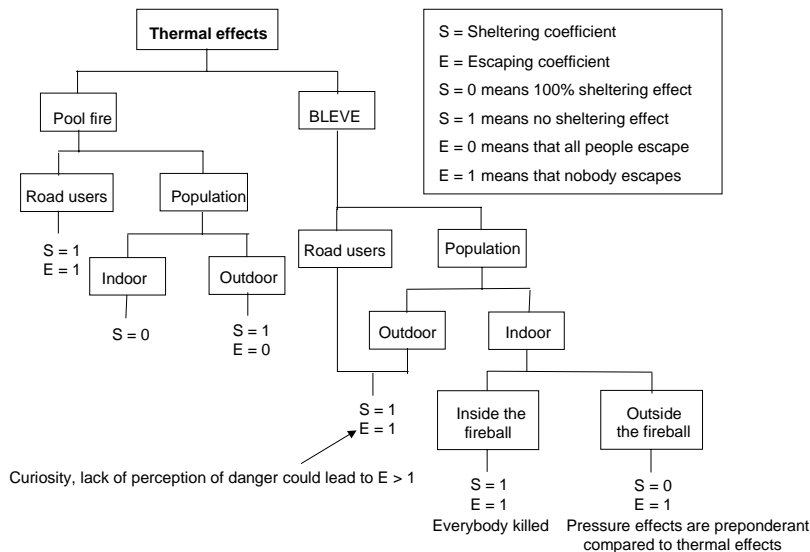 Thermal effects
S = Sheltering coefficient
E = Escaping coefficient
S = 0 means 100% sheltering effect
S = 1 means no sheltering effect
E = 0 means that all people escape
E = 1 means that nobody escapes
Pool fire
BLEVE
Road users
Population
S = 1
E = 1
Indoor
Outdoor
S = 0
S = 1
E = 0
Road users
Population
Outdoor
Indoor
S = 1
E = 1
Curiosity, lack of perception of danger could lead to E > 1
Inside the
fireball
Outside
the fireball
S = 1
E = 1
Everybody killed
S = 0
E = 1
Pressure effects are preponderant
compared to thermal effects